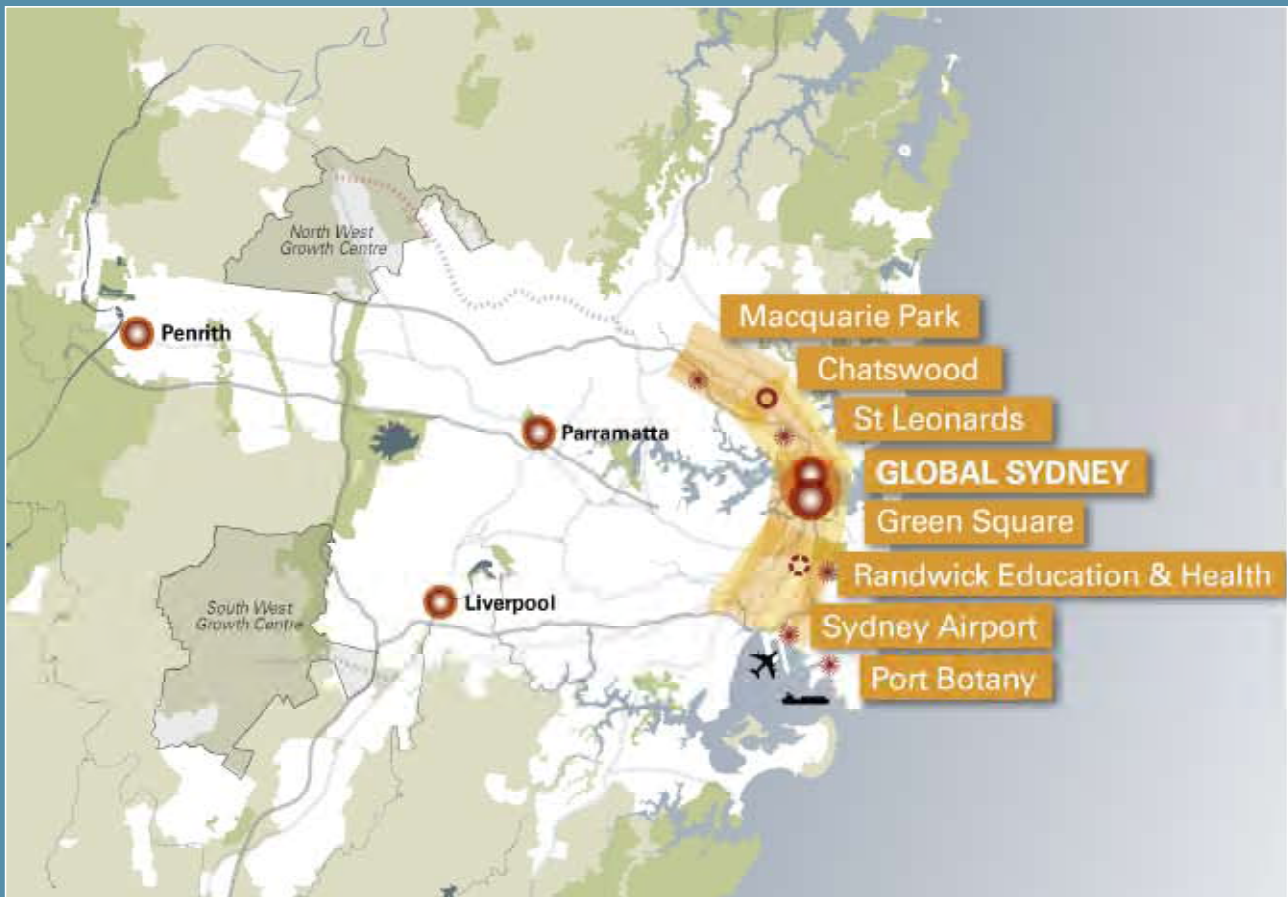 North West
Growth Centre
Macquarie Park
Penrith
Chatswood
St Leonards
Parramatta
GLOBAL SYDNEY
Green Square
Randwick Education & Health
South West
Growth Centre
Liverpool
Sydney Airport
Port Botany